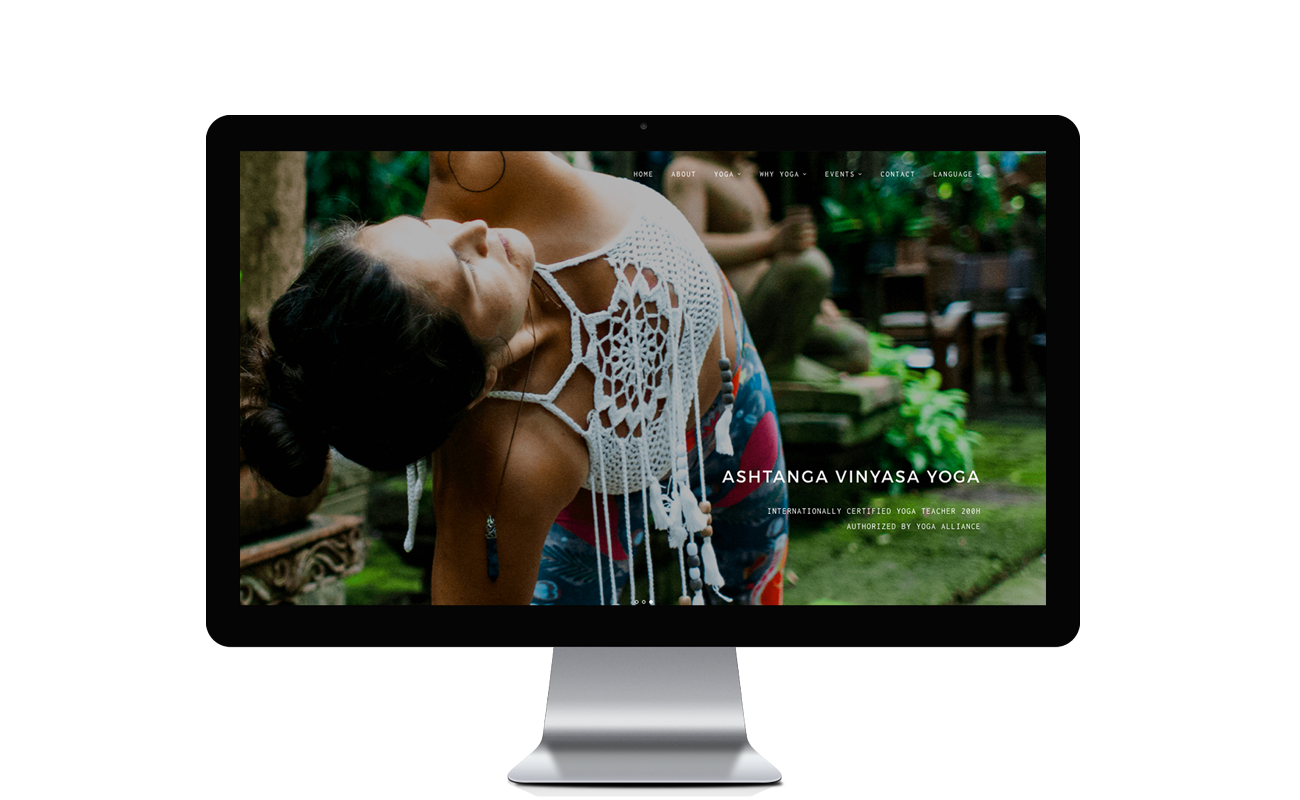 HOME ABOUT YOGA WHY YOGA EVENTS CONTACT LANGUAGE
ASHTANGA VINYASA YOGA
INTERNATIONALLY CERTIFIED YOGA TEACHER 200H
AUTHORIZED BY YOGA ALLIANCE